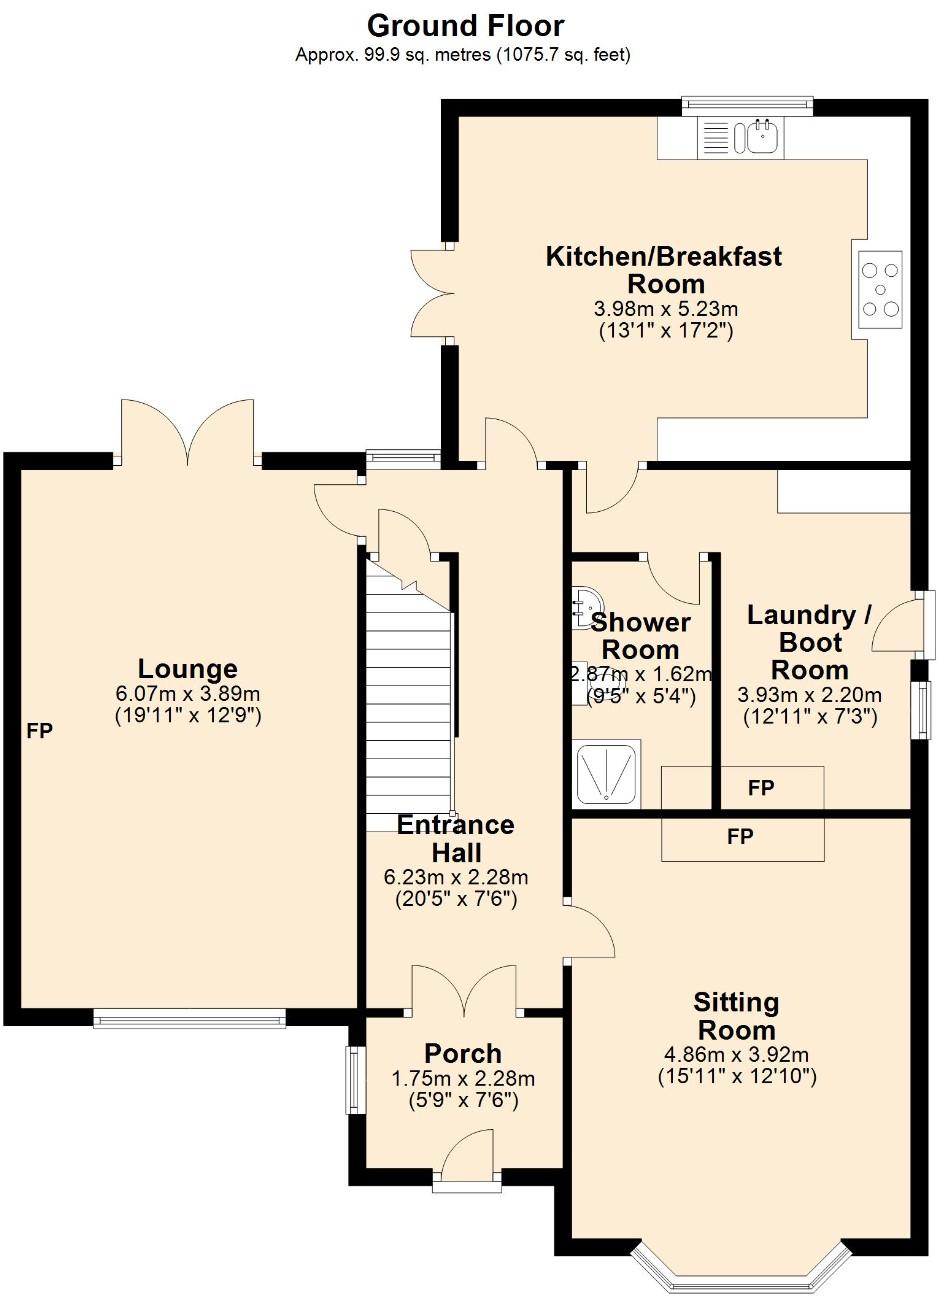 Ground Floor
Approx. 99.9 sq. metres (1075.7 sq. feet)
Kitchen/Breakfast
Room
3.98m x 5.23m
(13'1" x 17'2")
Lounge
6.07m x 3.89m
(19'11" x 12'9")
FP
Shower
Room
2.87m x 1.62m
(9'5" x 5'4")
Laundry /
Boot
Room
3.93m x 2.20m
(12'11" x 7'3")
FP
FP
Entrance
Hall
6.23m x 2.28m
(20'5" x 7'6")
Sitting
Room
4.86m x 3.92m
(15'11" x 12'10")
Porch
1.75m x 2.28m
(5'9" x 7'6")